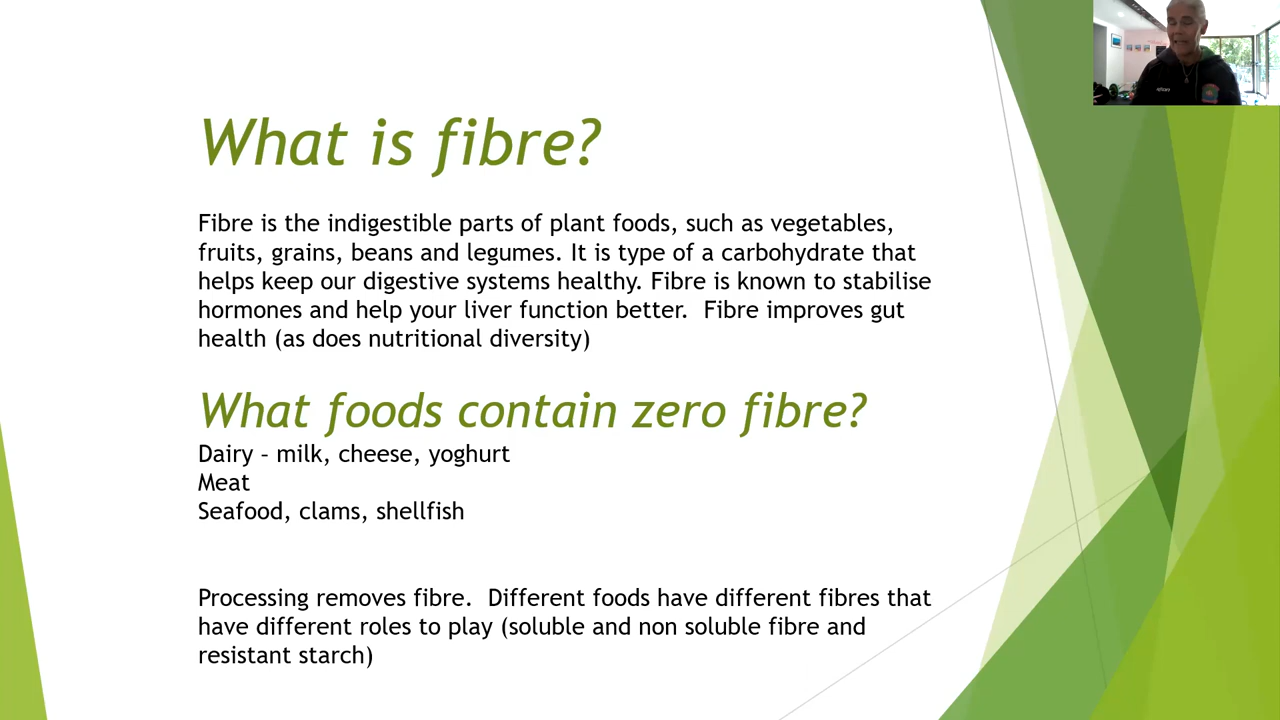 What is fibre?
Fibre is the indigestible parts of plant foods, such as vegetables,
fruits, grains, beans and legumes. It is type of a carbohydrate that
helps keep our digestive systems healthy. Fibre is known to stabilise
hormones and help your liver function better.  Fibre improves gut
health (as does nutritional diversity)
What foods contain zero fibre?
Dairy – milk, cheese, yoghurt
Meat
Seafood, clams, shellfish
Processing removes fibre.  Different foods have different fibres that
have different roles to play (soluble and non soluble fibre and
resistant starch)